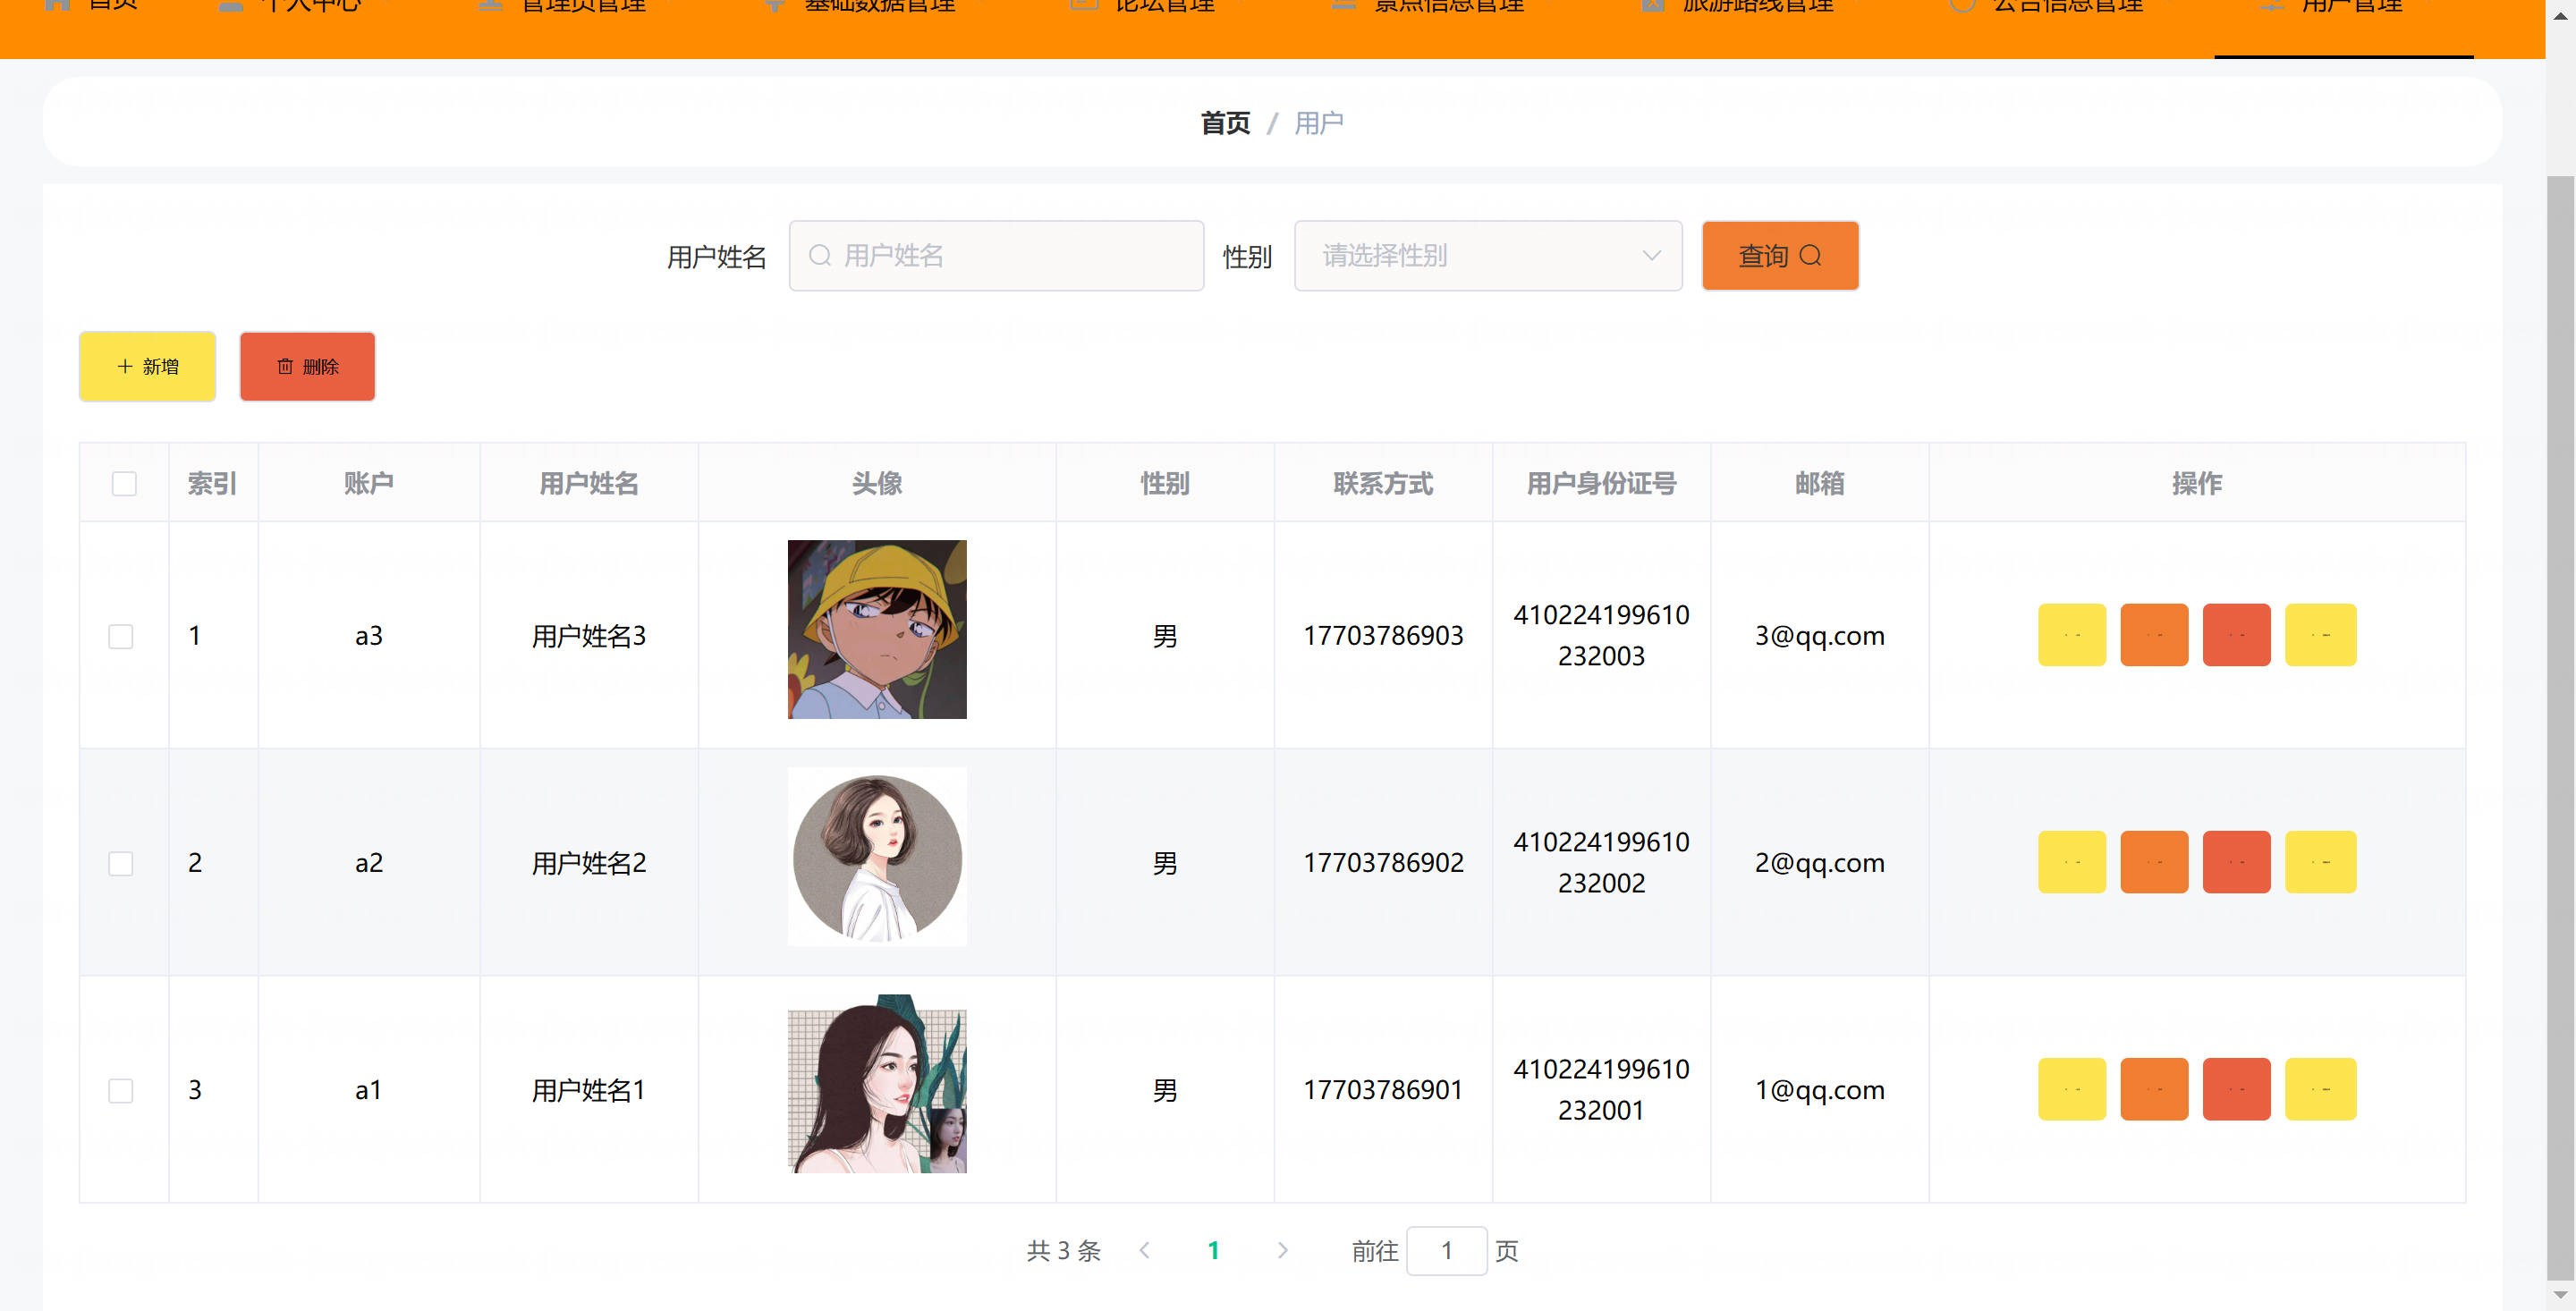 首页 个人中心 管理员管理 基础数据管理 论坛管理 景点信息管理 旅游路线管理 公告信息管理 用户管理
首页 / 用户
用户姓名 用户姓名 性别 请选择性别 查询
新增 删除
索引 账户 用户姓名 头像 性别 联系方式 用户身份证号 邮箱 操作
1 a3 用户姓名3 男 17703786903 410224199610 3@qq.com
232003
2 a2 用户姓名2 男 17703786902 410224199610 2@qq.com
232002
3 a1 用户姓名1 男 17703786901 410224199610 1@qq.com
232001
共 3 条 1 前往 1 页